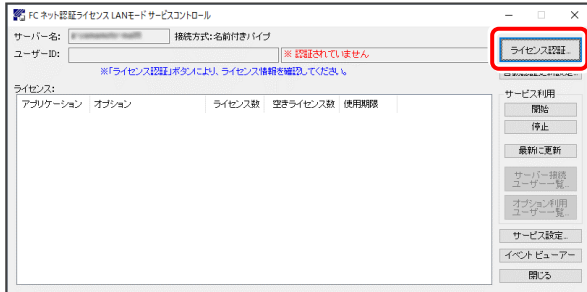 FC ネット認証ライセンス LANモード サービスコントロール
サーバー名:
接続方式:名前付きパイプ
ユーザーID:
※ 認証されていません
※「ライセンス認証」ボタンにより、ライセンス情報を確認してください。
ライセンス認証...
ライセンス:
アプリケーション オプション ライセンス数 空きライセンス数 使用期限
サービス利用
開始
停止
最新に更新
サーバー接続
ユーザー一覧...
オプション利用
ユーザー一覧...
サービス設定...
イベント ビューアー
閉じる